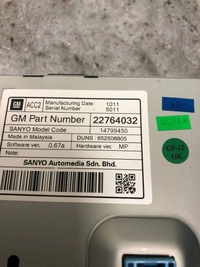 GM ACC2 Manufacturing Date : 1011
Serial Number : 5011
GM Part Number 22764032
SANYO Model Code 14799450
Made in Malaysia DUNS : 652508805
Software ver. 0.67a Hardware ver. MP
Note:
SANYO Automedia Sdn. Bhd.
OK